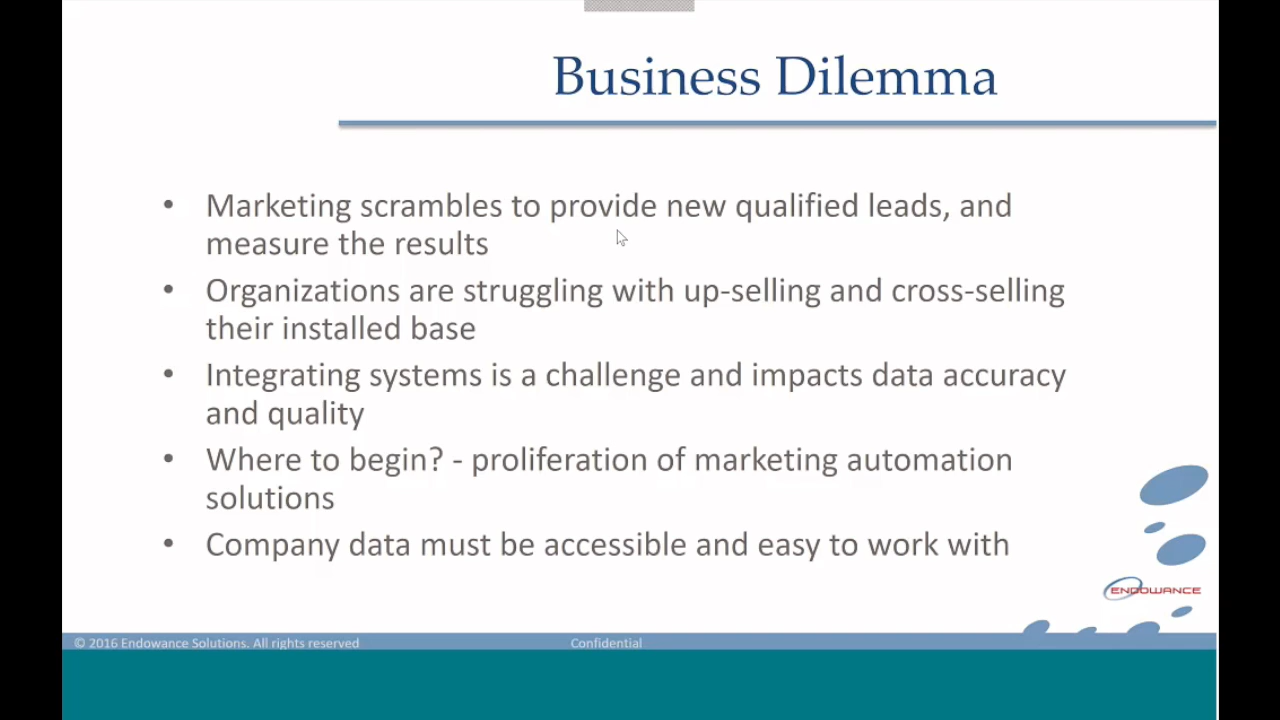 Business Dilemma
• Marketing scrambles to provide new qualified leads, and
measure the results
• Organizations are struggling with up-selling and cross-selling
their installed base
• Integrating systems is a challenge and impacts data accuracy
and quality
• Where to begin? - proliferation of marketing automation
solutions
• Company data must be accessible and easy to work with
ENDOWANCE
© 2016 Endowance Solutions. All rights reserved
Confidential